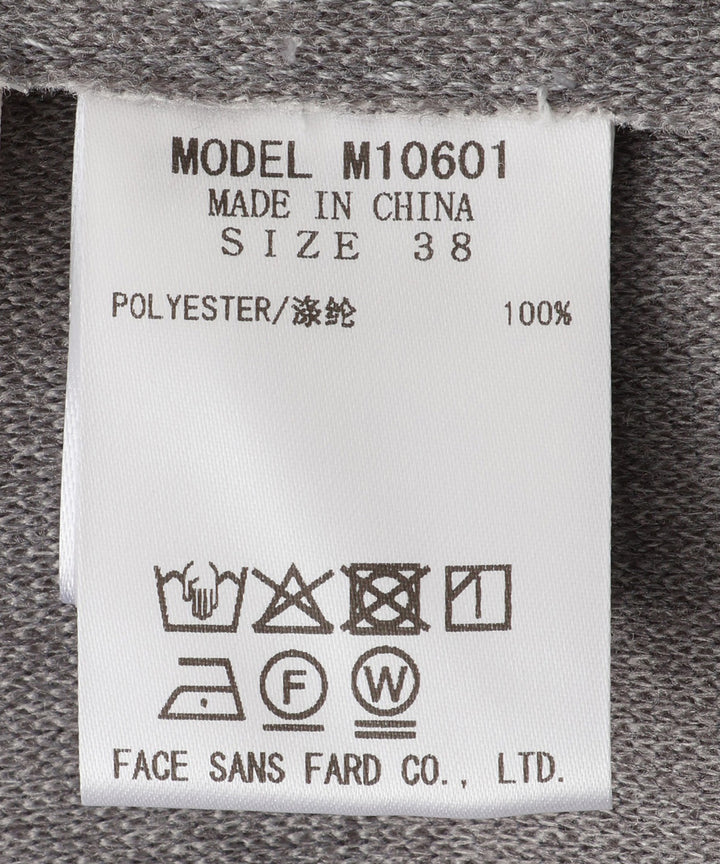 MODEL M10601
MADE IN CHINA
SIZE 38
POLYESTER/涤纶 100%
F W
FACE SANS FARD CO., LTD.